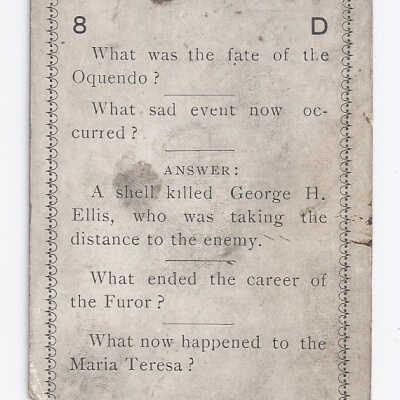 8 D
What was the fate of the
Oquendo?
What sad event now oc-
curred?
ANSWER:
A shell killed George H.
Ellis, who was taking the
distance to the enemy.
What ended the career of
the Furor?
What now happened to the
Maria Teresa?